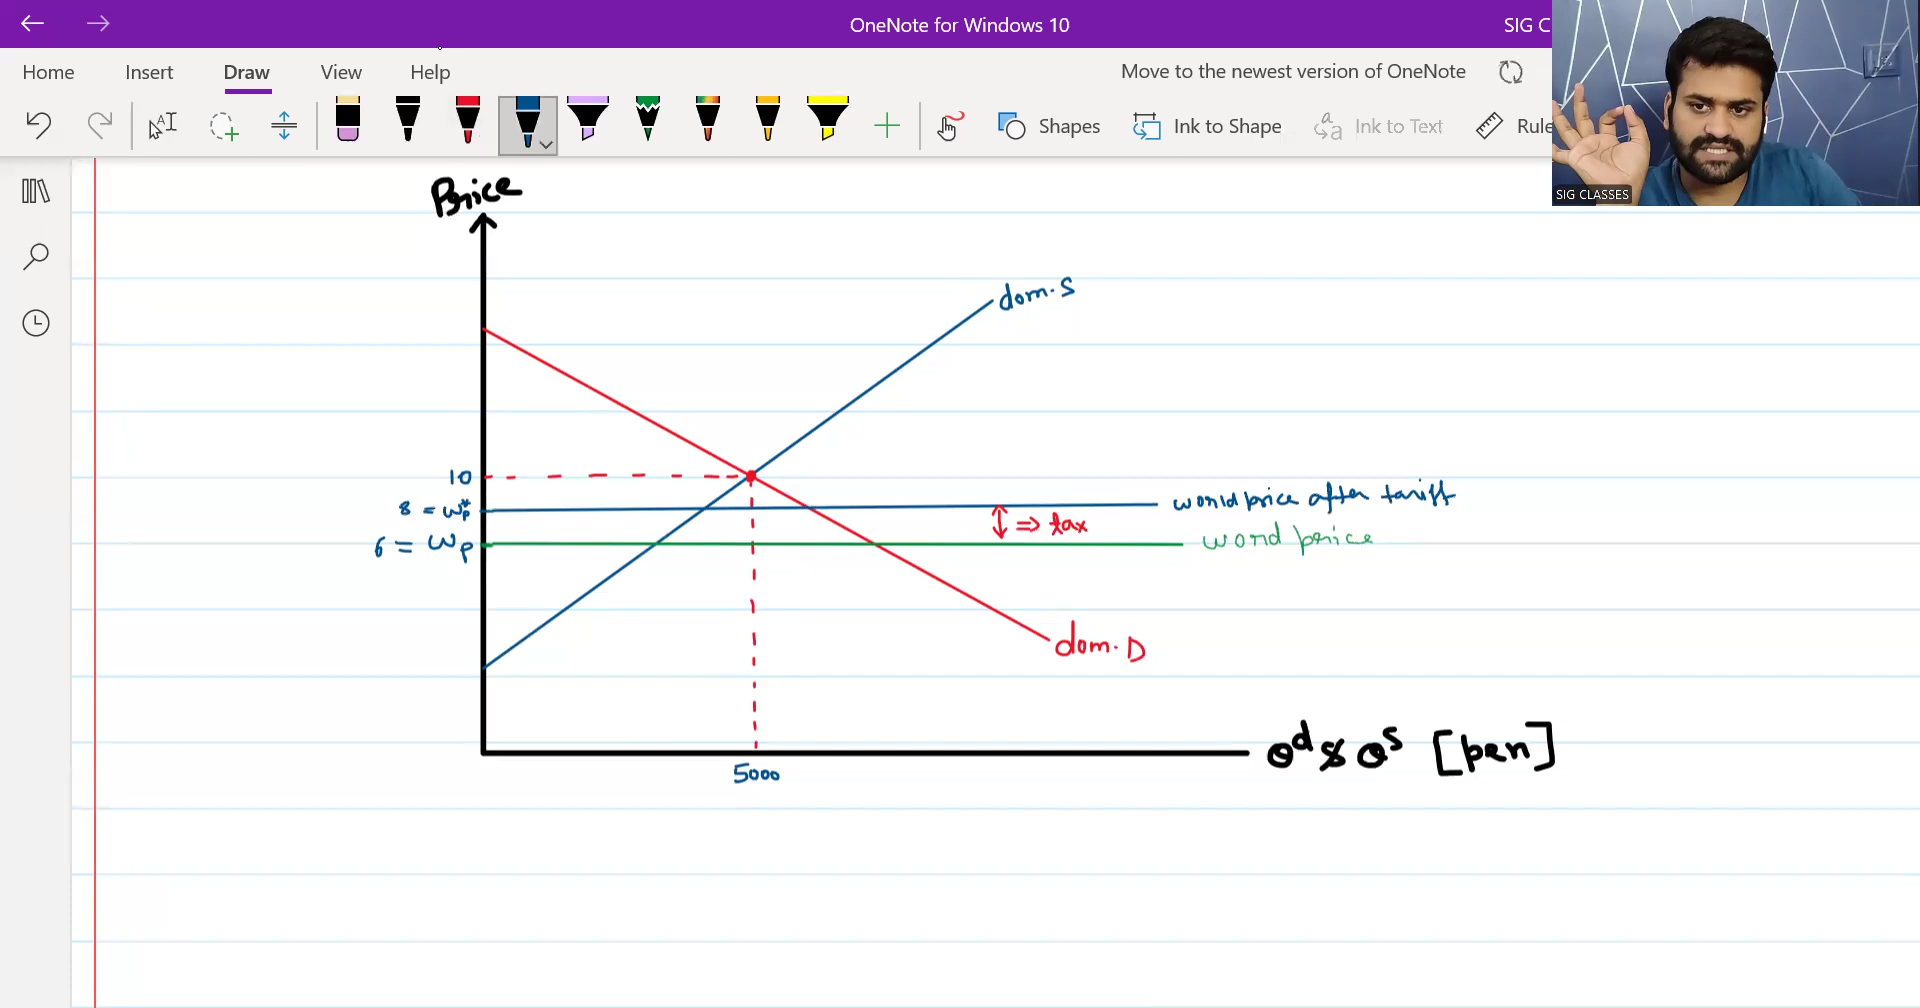 OneNote for Windows 10
SIG C
Home Insert Draw View Help
Move to the newest version of OneNote
Shapes
Ink to Shape
Ink to Text
Rule
SIG CLASSES
Price
dom. S
10
8 = Wp*
world price after tariff
⇒ tax
6 = Wp
word price
dom. D
5000
Qd & Qs [pen]